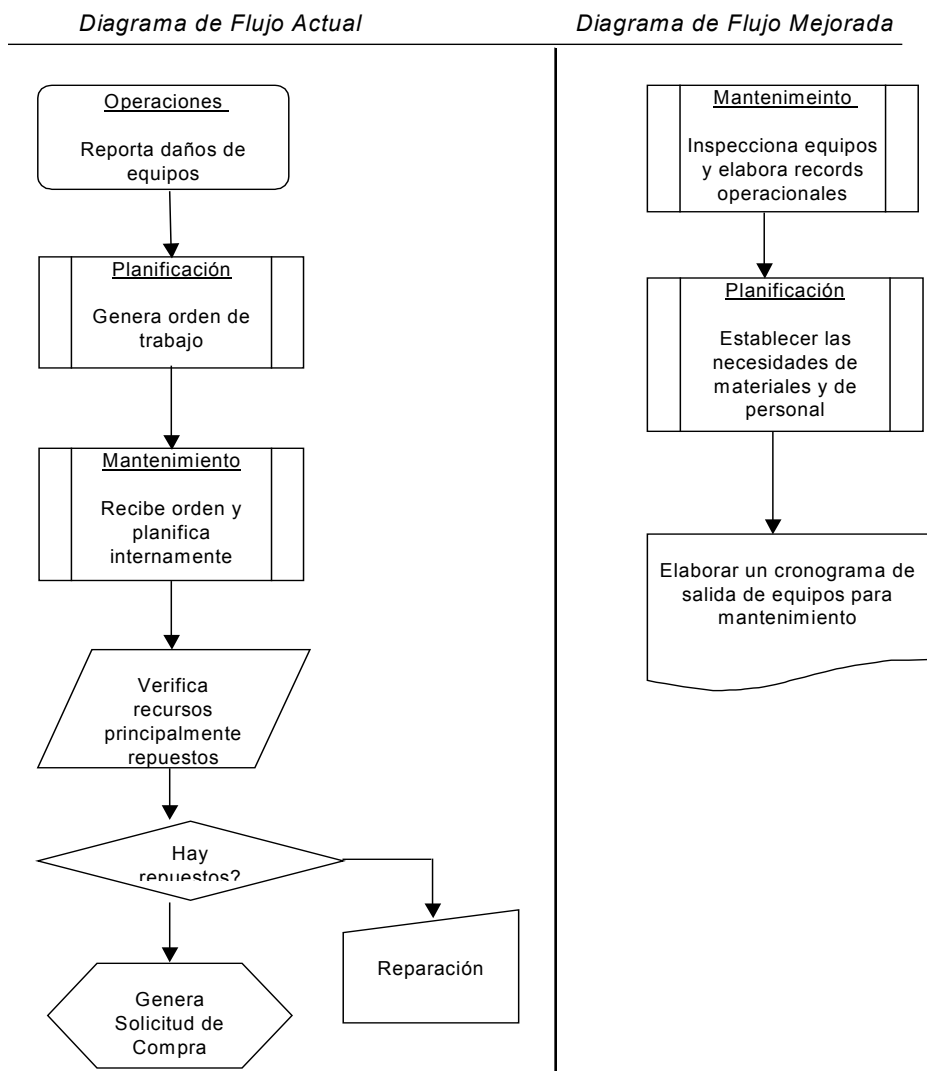 Diagrama de Flujo Actual
Operaciones
Reporta daños de
equipos
Planificación
Genera orden de
trabajo
Mantenimiento
Recibe orden y
planifica
internamente
Verifica
recursos
principalmente
repuestos
Hay
repuestos?
Reparación
Genera
Solicitud de
Compra
Diagrama de Flujo Mejorada
Mantenimeinto
Inspecciona equipos
y elabora records
operacionales
Planificación
Establecer las
necesidades de
materiales y de
personal
Elaborar un cronograma de
salida de equipos para
mantenimiento